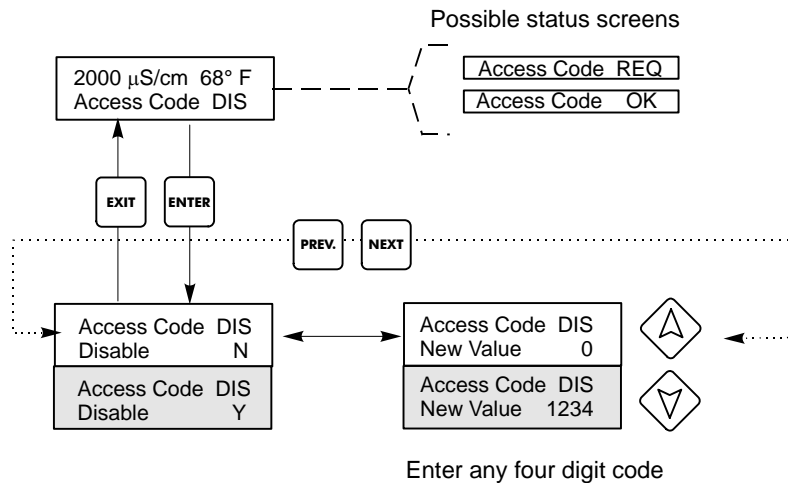 Possible status screens
2000 µS/cm 68° F
Access Code DIS
Access Code REQ
Access Code OK
EXIT
ENTER
PREV.
NEXT
Access Code DIS
Disable N
Access Code DIS
Disable Y
Access Code DIS
New Value 0
Access Code DIS
New Value 1234
Enter any four digit code